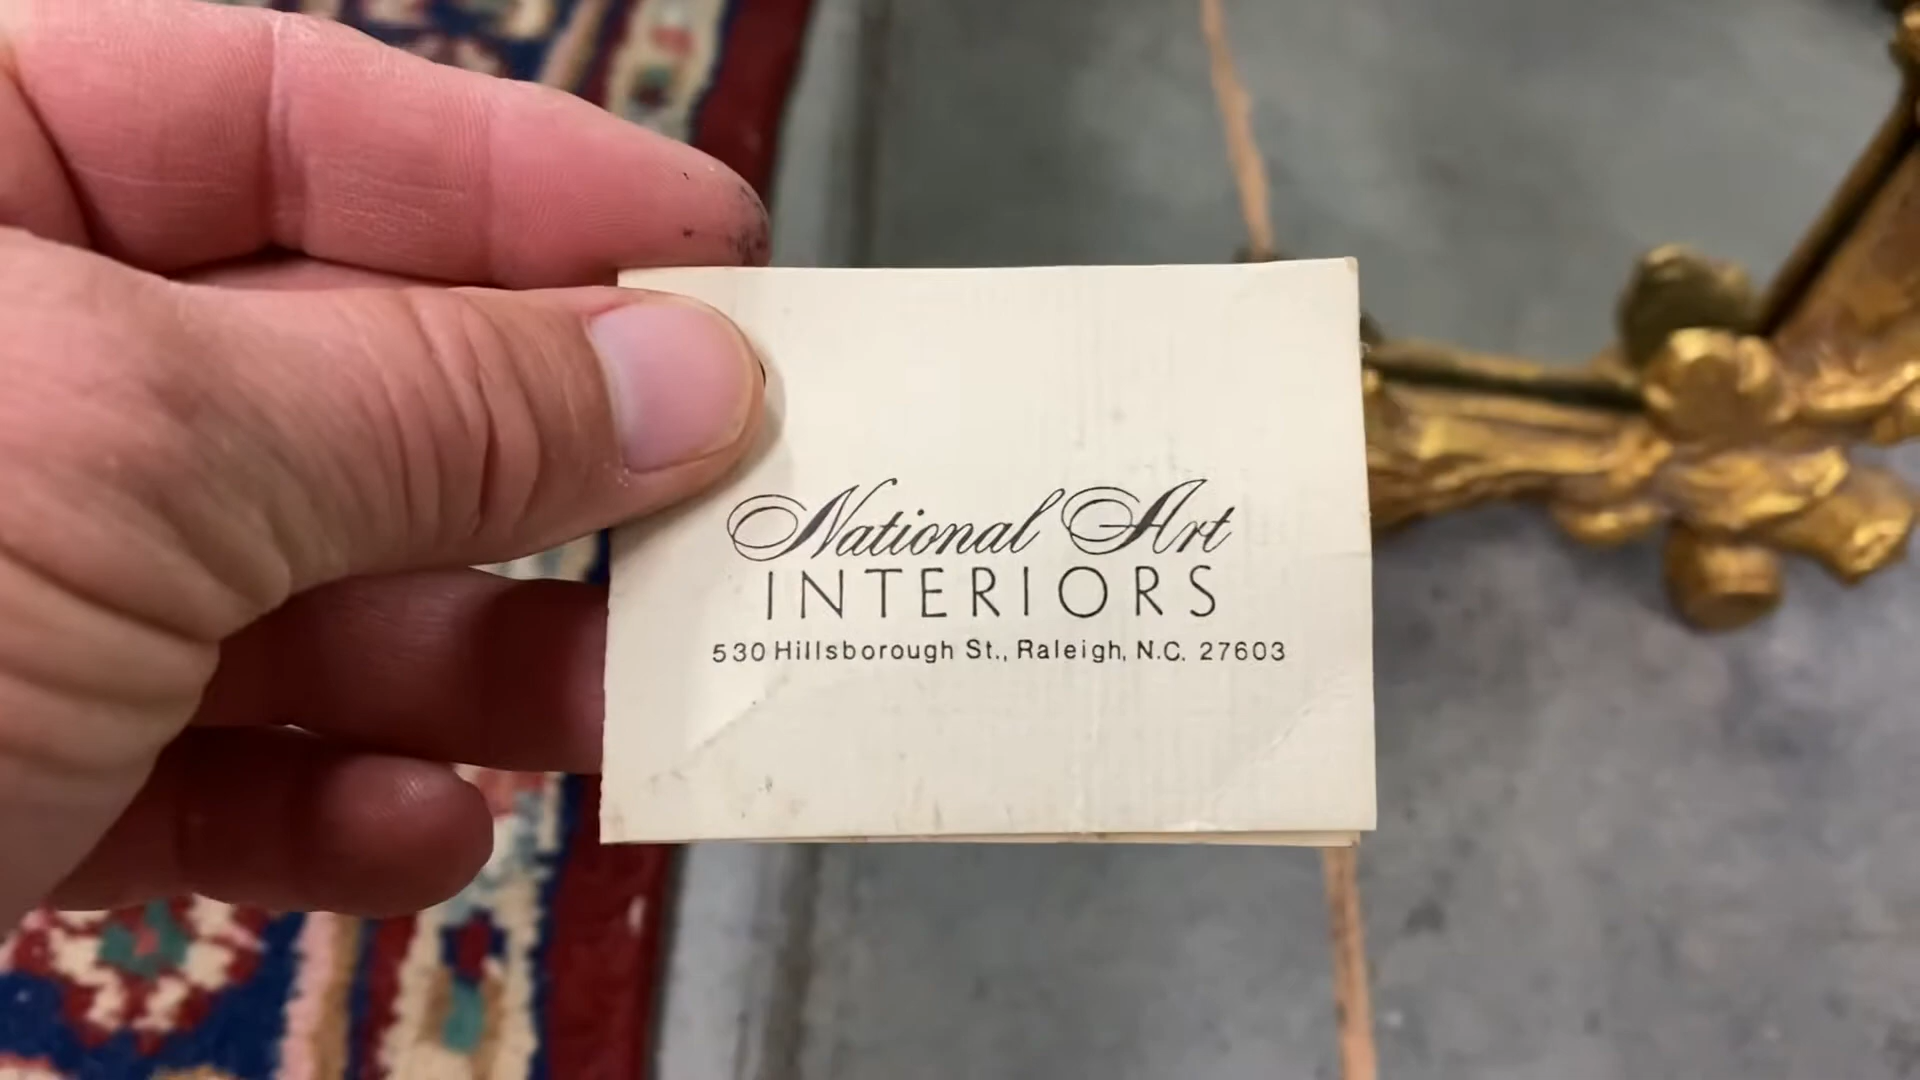 National Art
INTERIORS
530 Hillsborough St., Raleigh, N.C. 27603